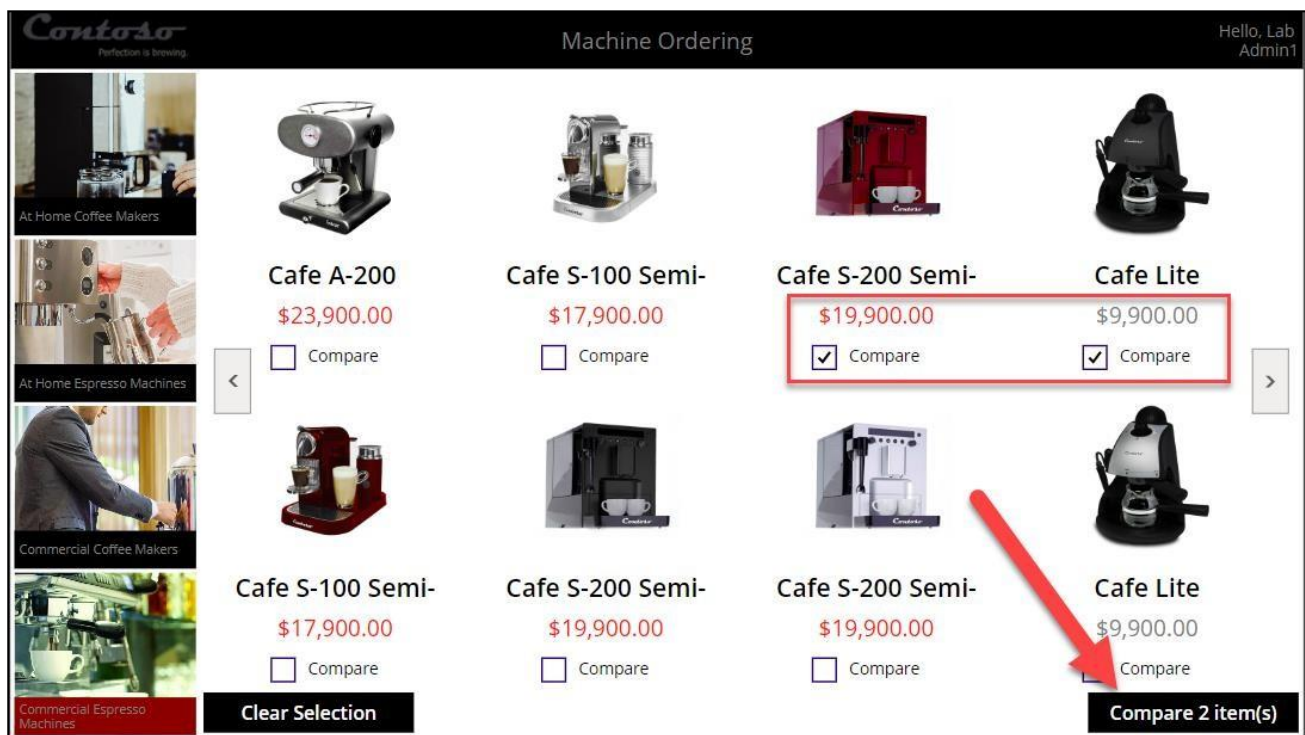 Contoso
Perfection is brewing.
Machine Ordering
Hello, Lab
Admin1
At Home Coffee Makers
At Home Espresso Machines
Commercial Coffee Makers
Commercial Espresso
Machines
Cafe A-200
$23,900.00
Compare
Cafe S-100 Semi-
$17,900.00
Compare
Cafe S-200 Semi-
$19,900.00
Compare
Cafe Lite
$9,900.00
Compare
<
>
Cafe S-100 Semi-
$17,900.00
Compare
Cafe S-200 Semi-
$19,900.00
Compare
Cafe S-200 Semi-
$19,900.00
Compare
Cafe Lite
$9,900.00
Compare
Clear Selection
Compare 2 item(s)